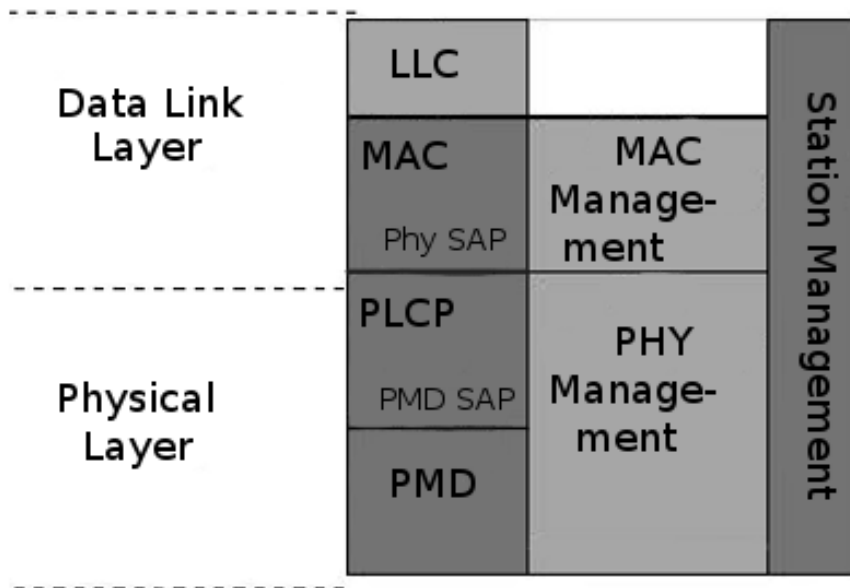 Data Link
Layer
Physical
Layer
LLC
MAC
Phy SAP
PLCP
PMD SAP
PMD
MAC
Manage-
ment
PHY
Manage-
ment
Station Management